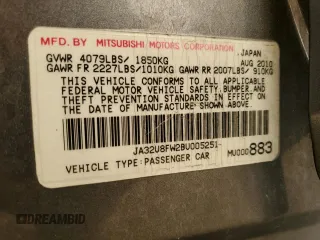 MFD. BY MITSUBISHI MOTORS CORPORATION, JAPAN
GVWR 4079LBS/ 1850KG AUG 2010
GAWR FR 2227LBS/1010KG GAWR RR 2007LBS/ 910KG
THIS VEHICLE CONFORMS TO ALL APPLICABLE
FEDERAL MOTOR VEHICLE SAFETY, BUMPER, AND
THEFT PREVENTION STANDARDS IN EFFECT ON
THE DATE OF MANUFACTURE SHOWN ABOVE.
JA32U8FW2BU005251
VEHICLE TYPE:PASSENGER CAR MU000883
DREAMBID